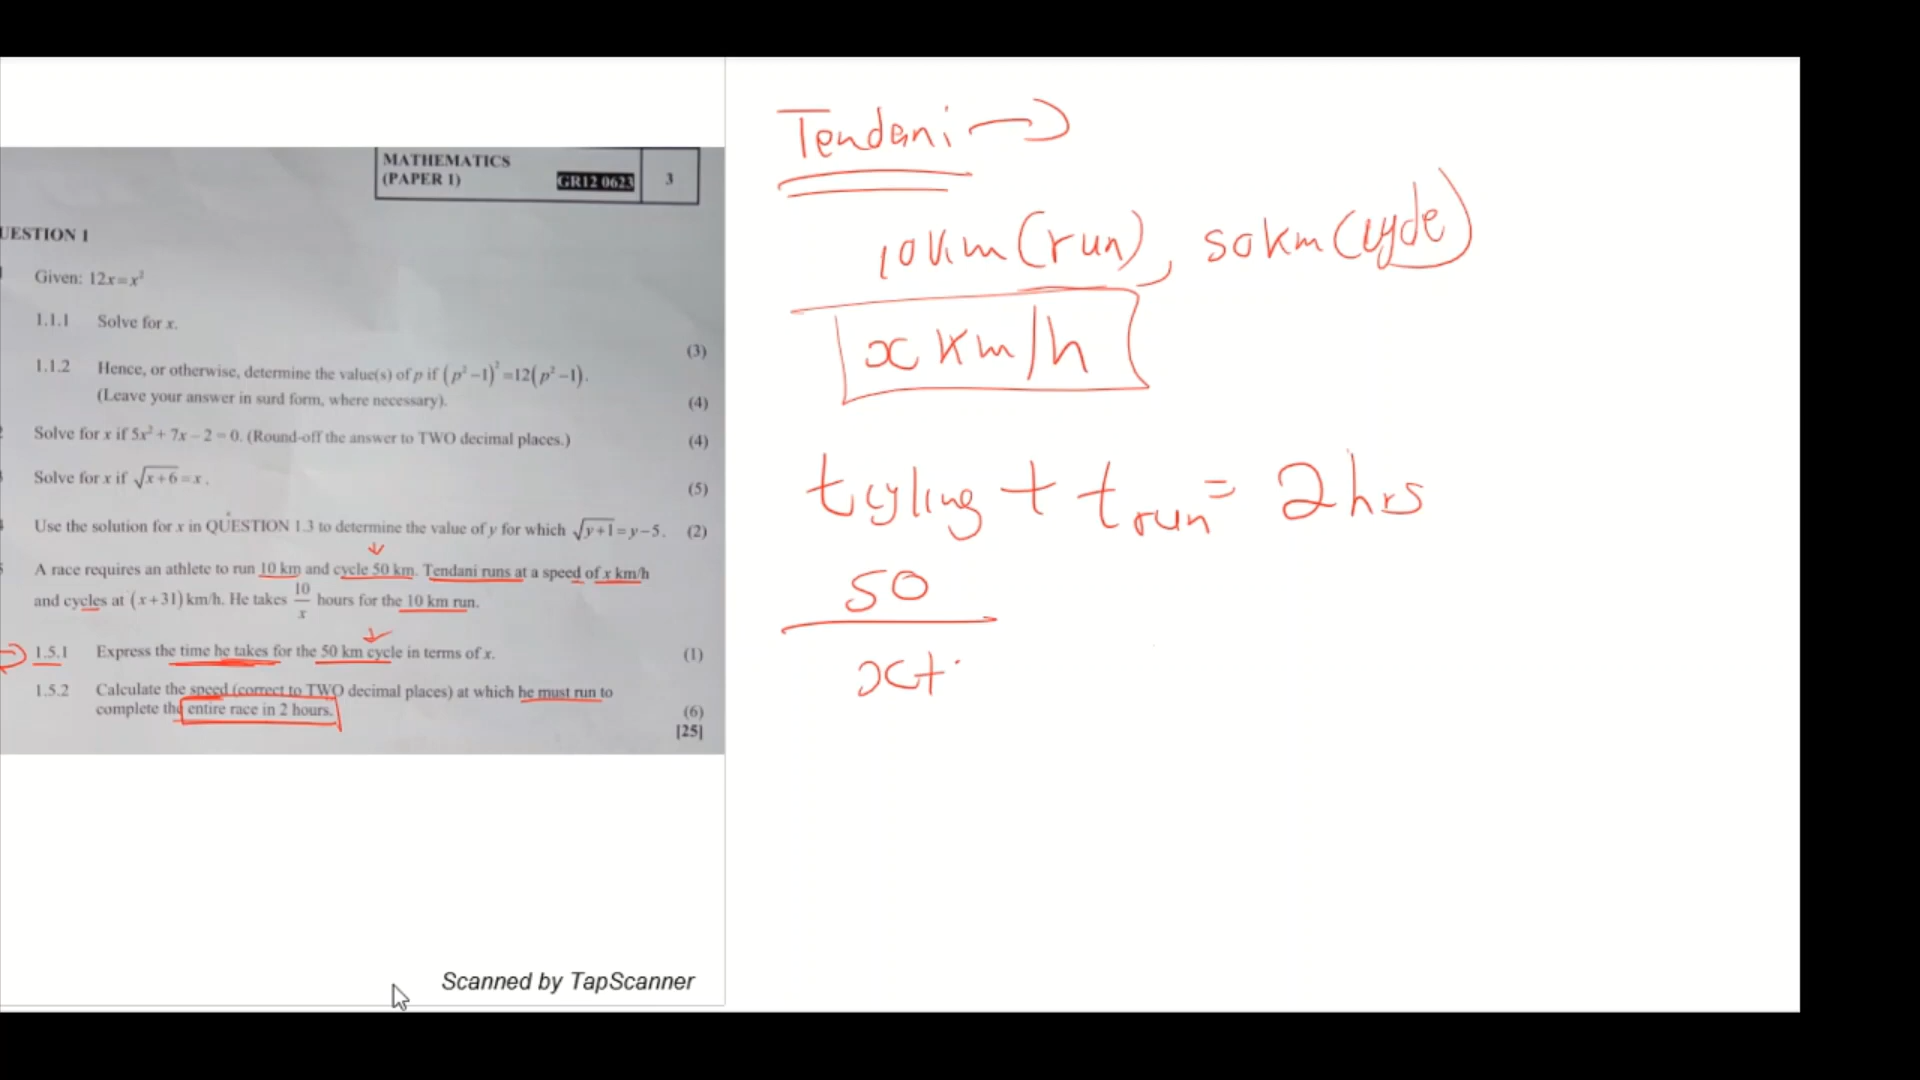 MATHEMATICS
(PAPER 1)
GR12 0623
3
UESTION 1
Given: 12x=x²
1.1.1 Solve for x.
(3)
1.1.2 Hence, or otherwise, determine the value(s) of p if (p²−1)²=12(p²−1).
(Leave your answer in surd form, where necessary).
(4)
Solve for x if 5x²+7x−2=0. (Round-off the answer to TWO decimal places.)
(4)
Solve for x if √(x+6)=x.
(5)
Use the solution for x in QUESTION 1.3 to determine the value of y for which √(y+1)=y−5. (2)
A race requires an athlete to run 10 km and cycle 50 km. Tendani runs at a speed of x km/h
and cycles at (x+31) km/h. He takes 10/x hours for the 10 km run.
1.5.1 Express the time he takes for the 50 km cycle in terms of x.
(1)
1.5.2 Calculate the speed (correct to TWO decimal places) at which he must run to
complete the entire race in 2 hours.
(6)
[25]
Scanned by TapScanner
Tendani
10km(run), 50km(cycle)
x km/h
t cyling + t run = 2hrs
50
x+